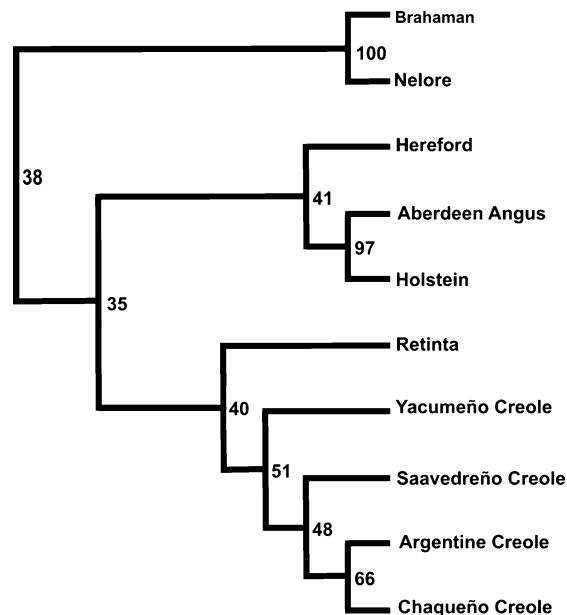 Brahaman
100
Nelore
Hereford
38
41
Aberdeen Angus
97
Holstein
35
Retinta
40
Yacumeño Creole
51
Saavedreño Creole
48
Argentine Creole
66
Chaqueño Creole